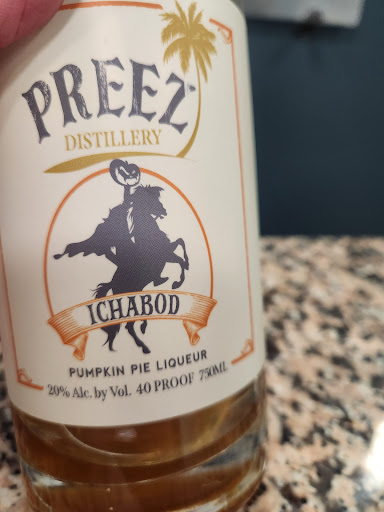 PREEZ
DISTILLERY
ICHABOD
PUMPKIN PIE LIQUEUR
20% Alc. by Vol. 40 PROOF 750ML